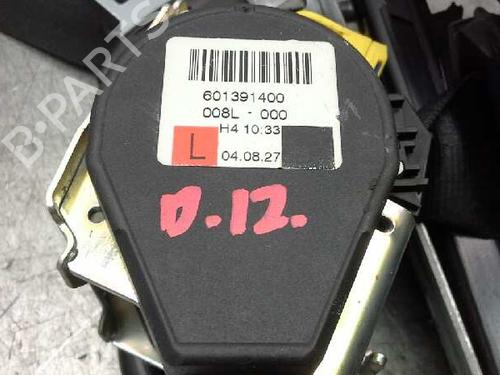 B-PARTS
601391400
008L - 000
H4 10:33
L 04.08.27
D.12.